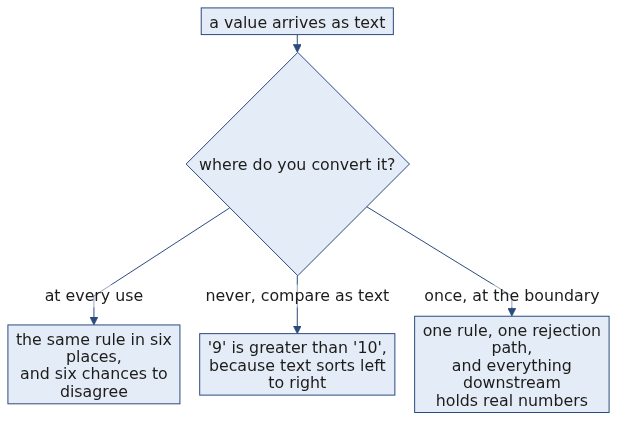 a value arrives as text
where do you convert it?
at every use
never, compare as text
once, at the boundary
the same rule in six
places,
and six chances to
disagree
'9' is greater than '10',
because text sorts left
to right
one rule, one rejection
path,
and everything
downstream
holds real numbers